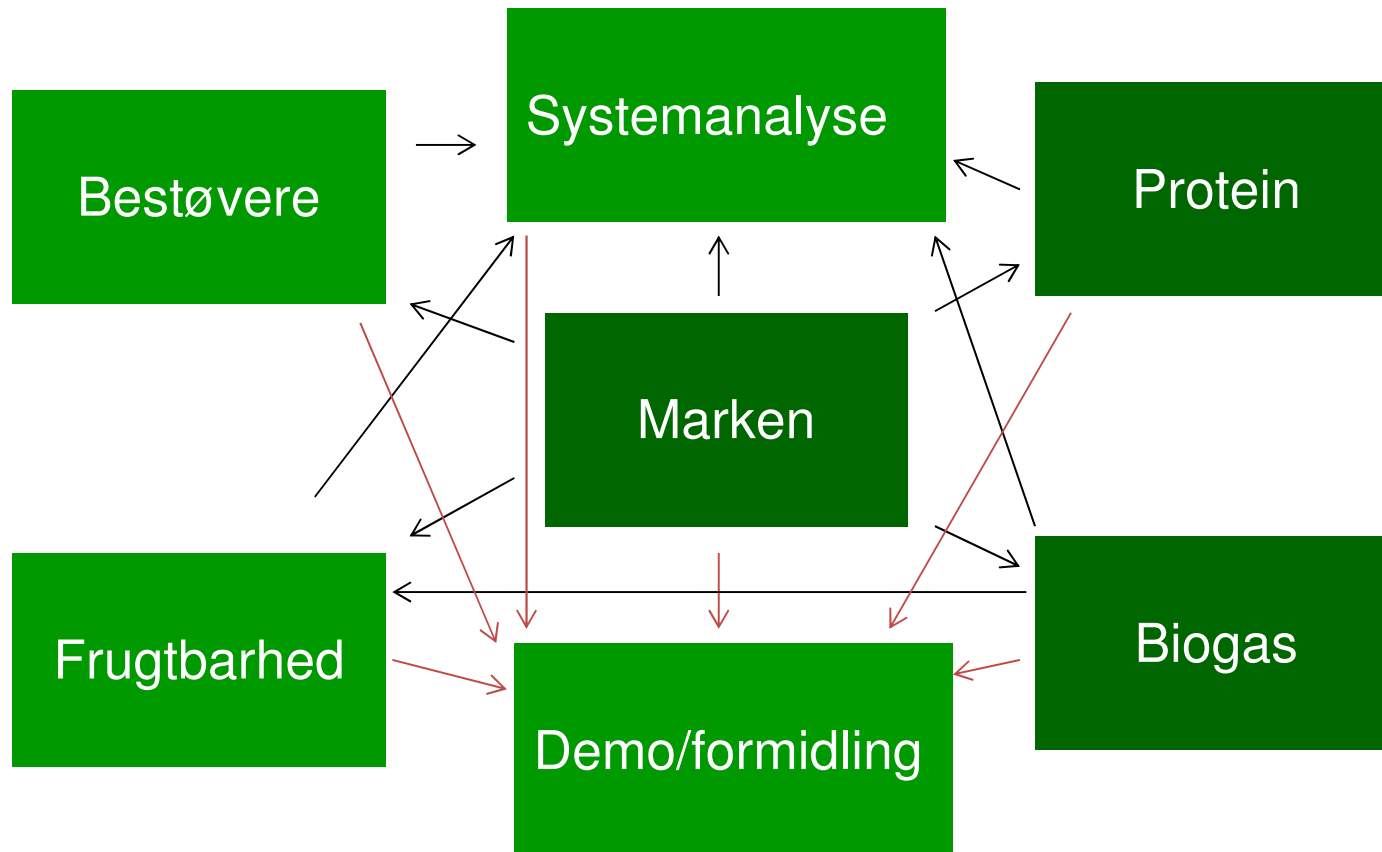 Systemanalyse
Bestøvere
Protein
Marken
Frugtbarhed
Biogas
Demo/formidling